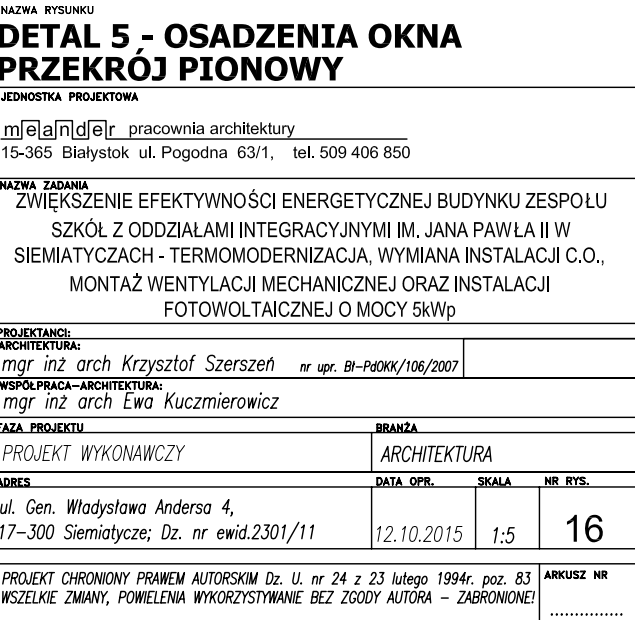 NAZWA RYSUNKU
DETAL 5 - OSADZENIA OKNA
PRZEKRÓJ PIONOWY
JEDNOSTKA PROJEKTOWA
meander pracownia architektury
15-365 Białystok ul. Pogodna 63/1, tel. 509 406 850
NAZWA ZADANIA
ZWIĘKSZENIE EFEKTYWNOŚCI ENERGETYCZNEJ BUDYNKU ZESPOŁU
SZKÓŁ Z ODDZIAŁAMI INTEGRACYJNYMI IM. JANA PAWŁA II W
SIEMIATYCZACH - TERMOMODERNIZACJA, WYMIANA INSTALACJI C.O.,
MONTAŻ WENTYLACJI MECHANICZNEJ ORAZ INSTALACJI
FOTOWOLTAICZNEJ O MOCY 5kWp
PROJEKTANCI:
ARCHITEKTURA:
mgr inż arch Krzysztof Szerszeń nr upr. Bł-PdOKK/106/2007
WSPÓŁPRACA-ARCHITEKTURA:
mgr inż arch Ewa Kuczmierowicz
FAZA PROJEKTU BRANŻA
PROJEKT WYKONAWCZY ARCHITEKTURA
ADRES DATA OPR. SKALA NR RYS.
ul. Gen. Władysława Andersa 4,
17-300 Siemiatycze; Dz. nr ewid.2301/11 12.10.2015 1:5 16
PROJEKT CHRONIONY PRAWEM AUTORSKIM Dz. U. nr 24 z 23 lutego 1994r. poz. 83 ARKUSZ NR
WSZELKIE ZMIANY, POWIELENIA WYKORZYSTYWANIE BEZ ZGODY AUTORA - ZABRONIONE! ...............